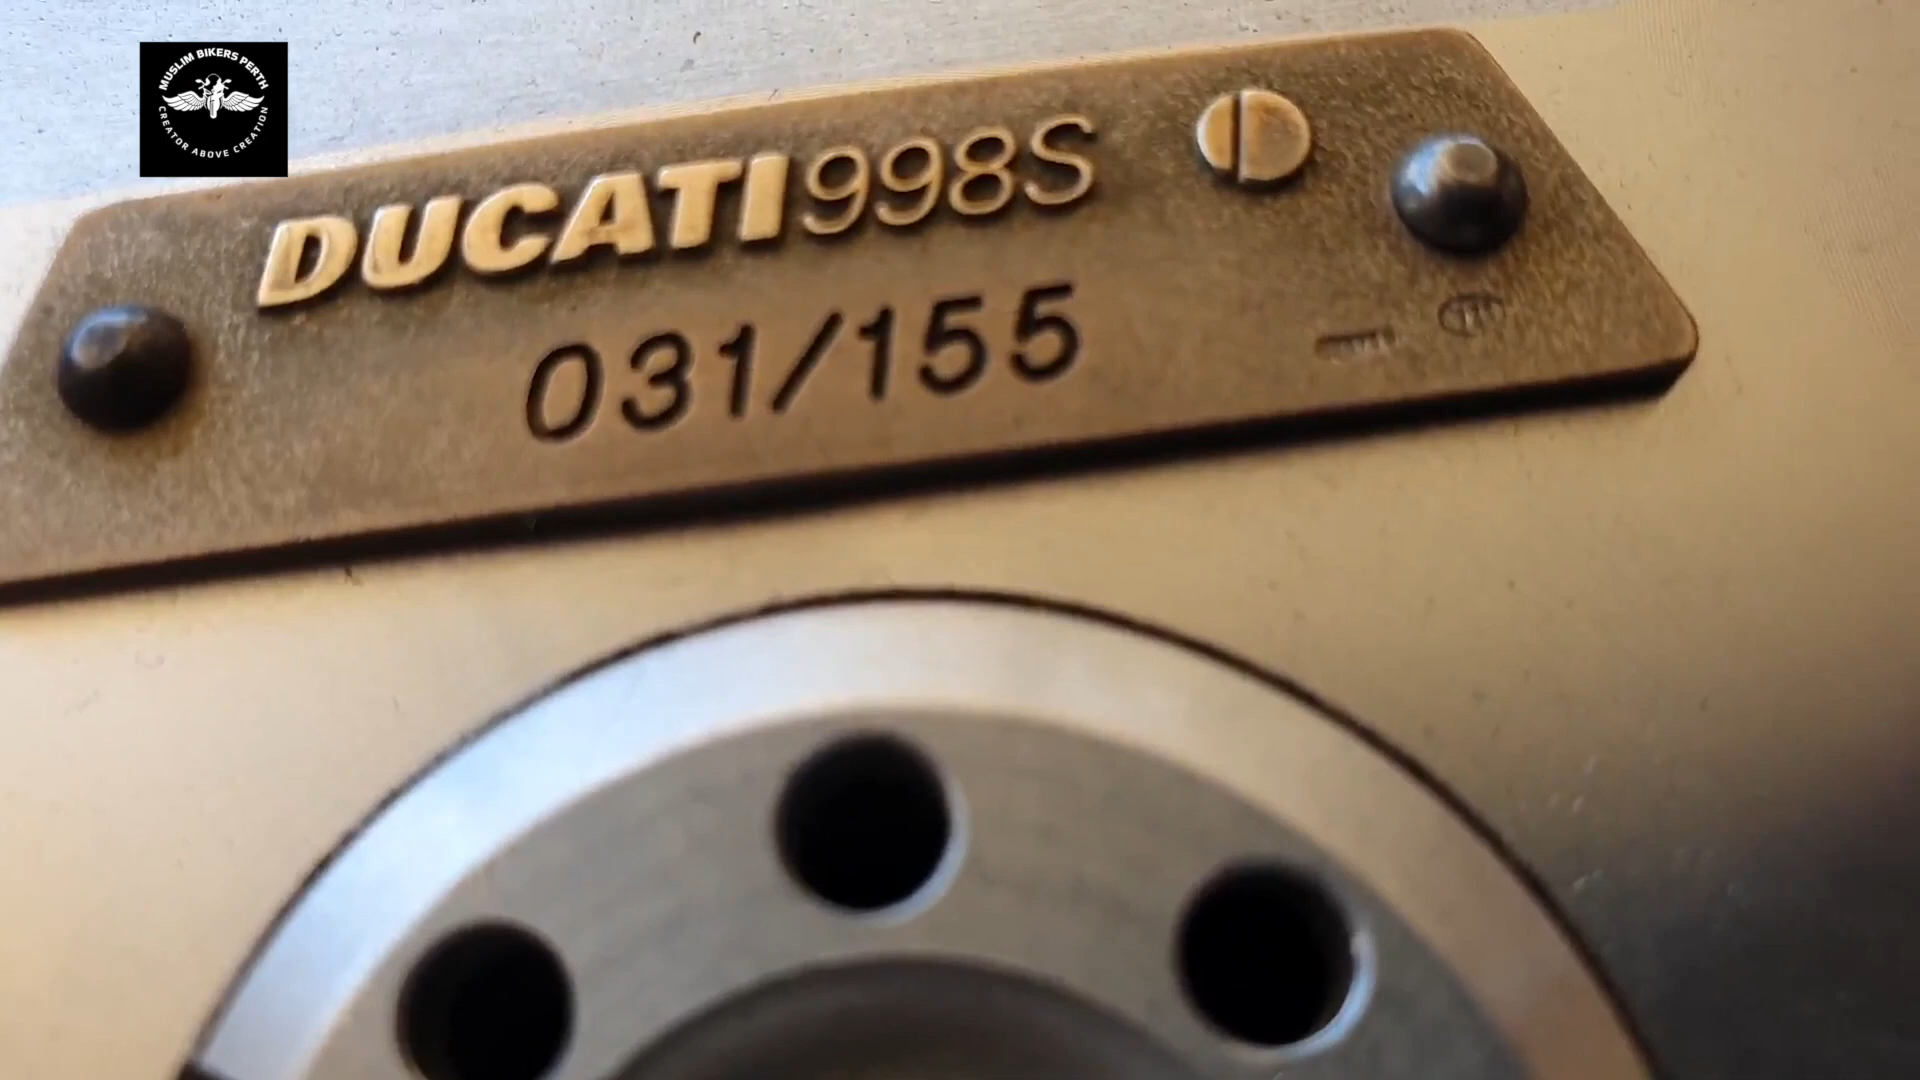 MUSLIM BIKERS PERTH
CREATOR ABOVE CREATION
DUCATI 998S
031/155